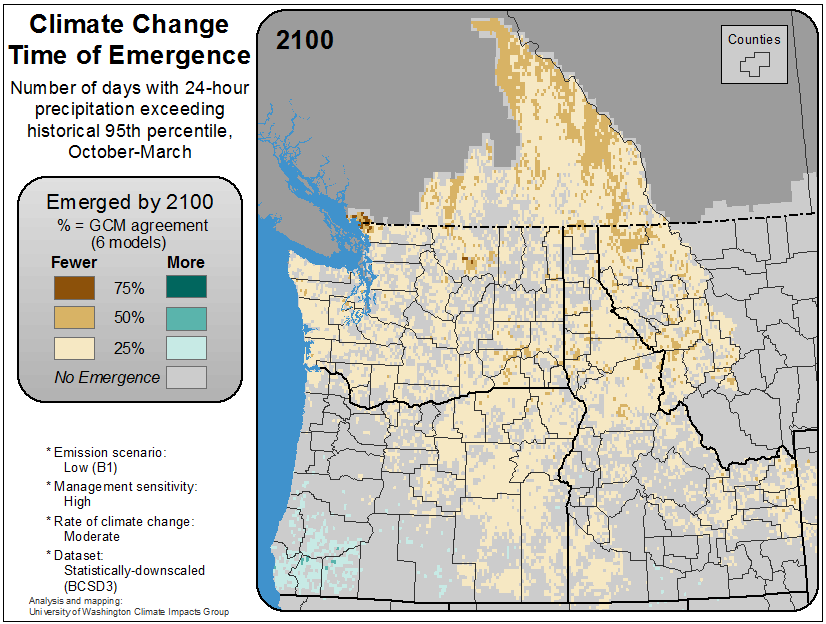 Climate Change
Time of Emergence
Number of days with 24-hour
precipitation exceeding
historical 95th percentile,
October-March
Emerged by 2100
% = GCM agreement
(6 models)
Fewer More
75%
50%
25%
No Emergence
* Emission scenario:
Low (B1)
* Management sensitivity:
High
* Rate of climate change:
Moderate
* Dataset:
Statistically-downscaled
(BCSD3)
Analysis and mapping:
University of Washington Climate Impacts Group
2100
Counties